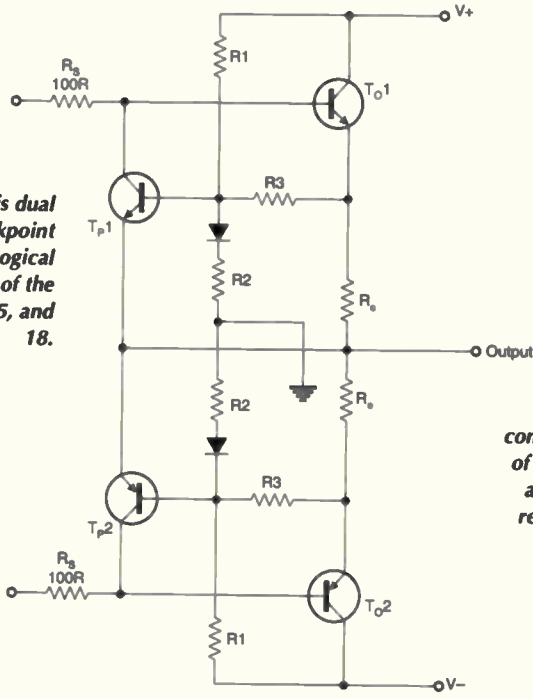 V+
R1
Rs
100R
To1
R3
Tp1
is dual
kpoint
ogical
of the
5, and
18.
R2
Re
Output
R2
Re
con
of
a
re
R3
Tp2
Rs
100R
To2
R1
V−